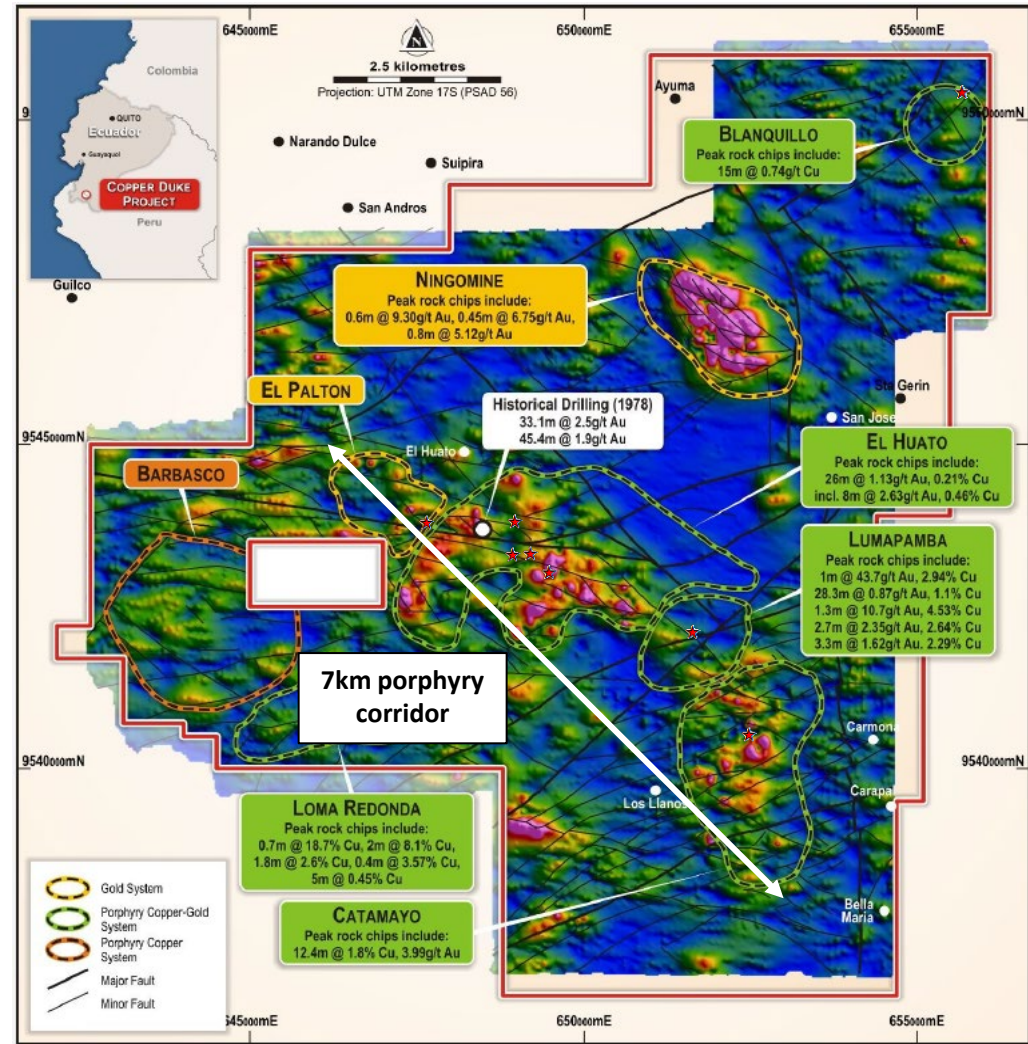 645000mE
650000mE
655000mE
N
2.5 kilometres
Projection: UTM Zone 17S (PSAD 56)
Colombia
QUITO
Ecuador
Guayaquil
COPPER DUKE
PROJECT
Peru
Ayuma
9550000mN
BLANQUILLO
Peak rock chips include:
15m @ 0.74g/t Cu
Narando Dulce
Suipira
San Andros
Guilco
NINGOMINE
Peak rock chips include:
0.6m @ 9.30g/t Au, 0.45m @ 6.75g/t Au,
0.8m @ 5.12g/t Au
Sta Gerin
EL PALTON
Historical Drilling (1978)
33.1m @ 2.5g/t Au
45.4m @ 1.9g/t Au
San Jose
9545000mN
El Huato
EL HUATO
Peak rock chips include:
26m @ 1.13g/t Au, 0.21% Cu
incl. 8m @ 2.63g/t Au, 0.46% Cu
BARBASCO
LUMAPAMBA
Peak rock chips include:
1m @ 43.7g/t Au, 2.94% Cu
28.3m @ 0.87g/t Au, 1.1% Cu
1.3m @ 10.7g/t Au, 4.53% Cu
2.7m @ 2.35g/t Au, 2.64% Cu
3.3m @ 1.62g/t Au. 2.29% Cu
7km porphyry
corridor
Carmona
9540000mN
9540000mN
Los Llanos
Carapal
LOMA REDONDA
Peak rock chips include:
0.7m @ 18.7% Cu, 2m @ 8.1% Cu,
1.8m @ 2.6% Cu, 0.4m @ 3.57% Cu,
5m @ 0.45% Cu
CATAMAYO
Peak rock chips include:
12.4m @ 1.8% Cu, 3.99g/t Au
Bella
Maria
Gold System
Porphyry Copper-Gold
System
Porphyry Copper
System
Major Fault
Minor Fault
645000mE
650000mE
655000mE